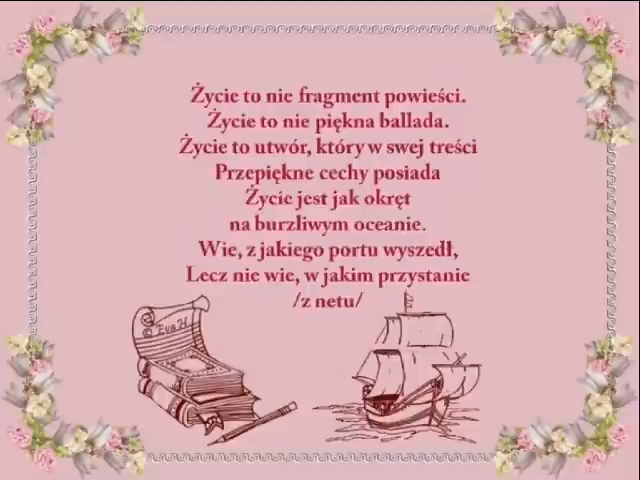 Życie to nie fragment powieści.
Życie to nie piękna ballada.
Życie to utwór, który w swej treści
Przepiękne cechy posiada
Życie jest jak okręt
na burzliwym oceanie.
Wie, z jakiego portu wyszedł,
Lecz nie wie, w jakim przystanie
/z netu/
© Eva H